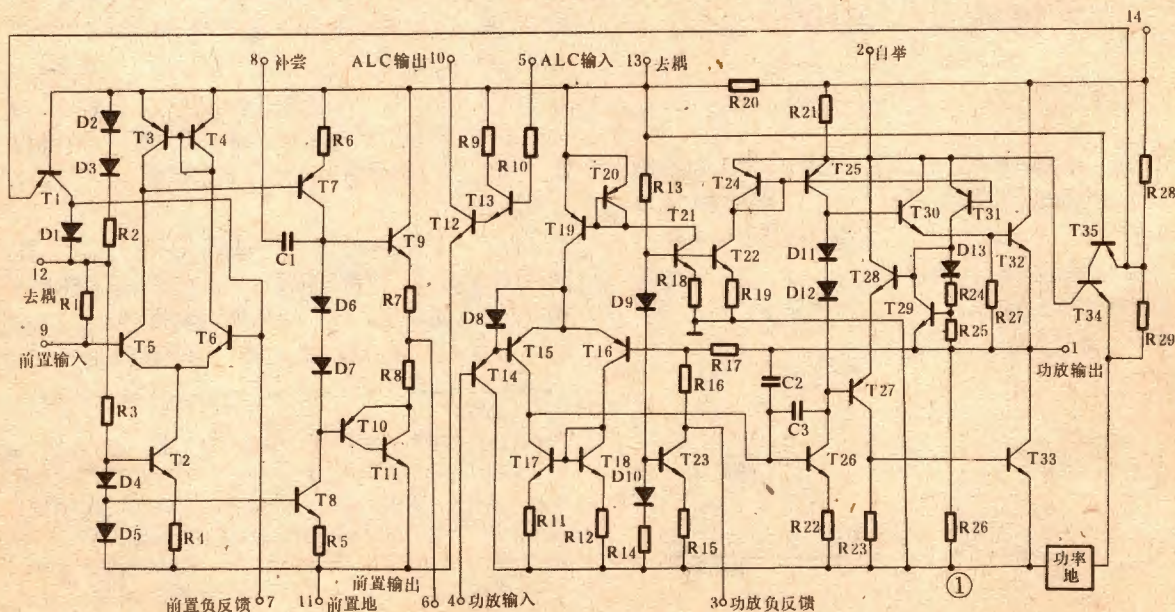 14
8 补尝
ALC输出 10
5 ALC输入
13 去耦
2 自举
R20
R21
D2
D3
T3
T4
R6
R9
R10
T20
R13
T24
T25
R28
T1
T7
T13
T12
T19
T21
T30
T31
D1
R2
C1
T9
T22
D11
T32
T35
12
去耦
R18
D13
D12
T28
R1
D6
R7
D8
D9
R19
T29
R24
R25
R27
T34
R29
9
前置输入
T5
T6
T15
T16
R17
1
功放输出
D7
R8
T14
R16
C2
T27
C3
R3
T10
T2
T11
T17
T18
T23
T26
T33
D4
T8
D10
D5
R4
R5
R11
R12
R14
R15
R22
R23
R26
①
功率
地
前置输出
前置负反馈 7
11 前置地
6
4 功放输入
3 功放负反馈